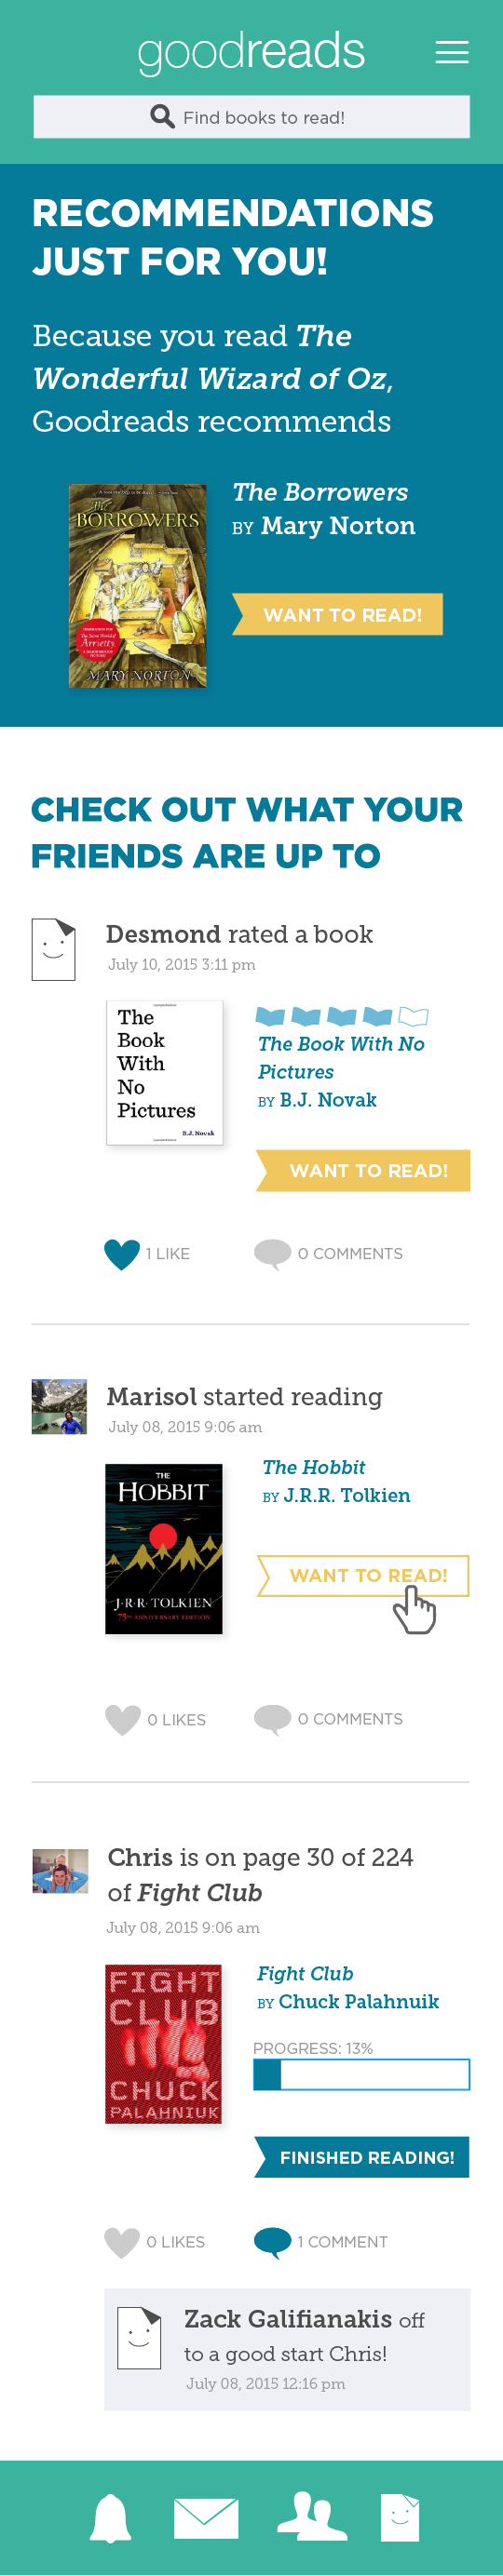 goodreads
Find books to read!
RECOMMENDATIONS
JUST FOR YOU!
Because you read The
Wonderful Wizard of Oz,
Goodreads recommends
The
BORROWERS
MARY NORTON
The Borrowers
BY Mary Norton
WANT TO READ!
CHECK OUT WHAT YOUR
FRIENDS ARE UP TO
Desmond rated a book
July 10, 2015 3:11 pm
The
Book
With
No
Pictures
B.J. Novak
The Book With No
Pictures
BY B.J. Novak
WANT TO READ!
1 LIKE
0 COMMENTS
Marisol started reading
July 08, 2015 9:06 am
THE
HOBBIT
J·R·R·TOLKIEN
75TH ANNIVERSARY EDITION
The Hobbit
BY J.R.R. Tolkien
WANT TO READ!
0 LIKES
0 COMMENTS
Chris is on page 30 of 224
of Fight Club
July 08, 2015 9:06 am
FIGHT
CLUB
CHUCK
PALAHNIUK
Fight Club
BY Chuck Palahnuik
PROGRESS: 13%
FINISHED READING!
0 LIKES
1 COMMENT
Zack Galifianakis off
to a good start Chris!
July 08, 2015 12:16 pm